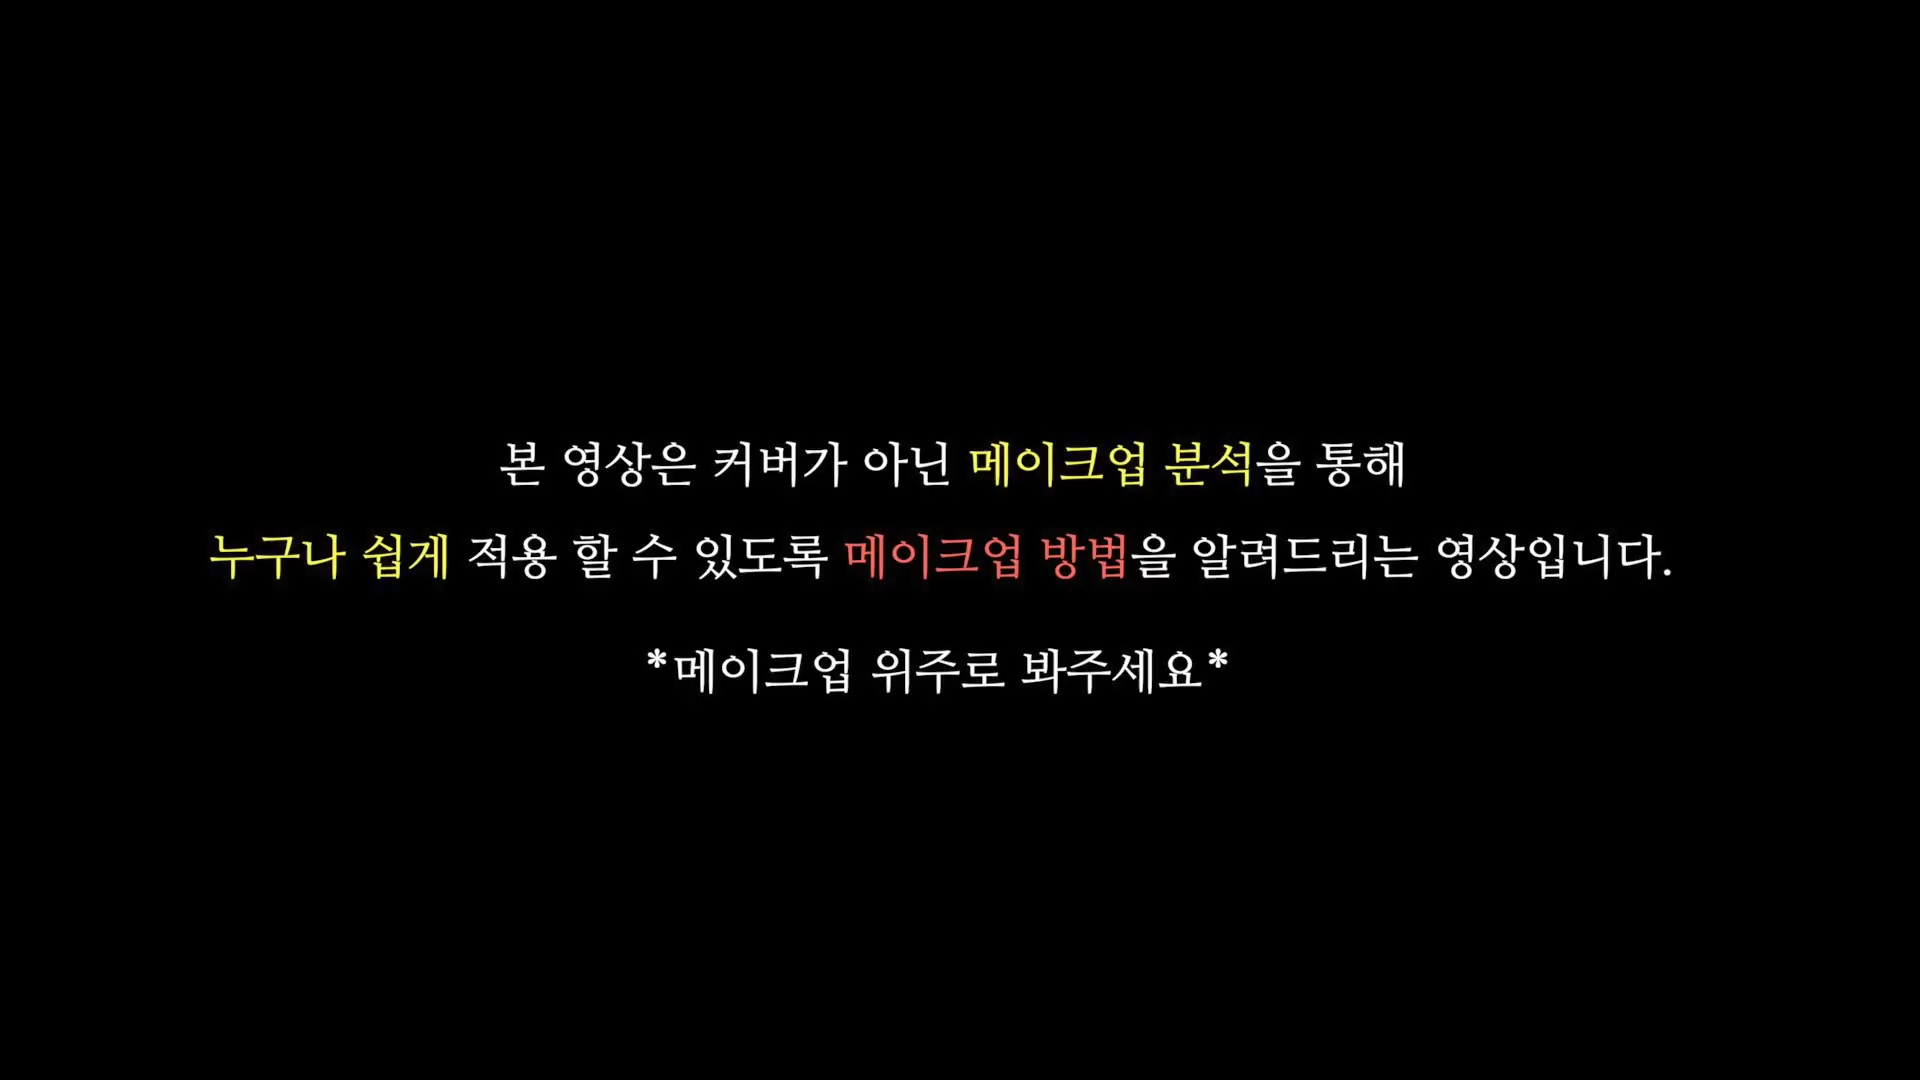 본 영상은 커버가 아닌 메이크업 분석을 통해
누구나 쉽게 적용 할 수 있도록 메이크업 방법을 알려드리는 영상입니다.
*메이크업 위주로 봐주세요*